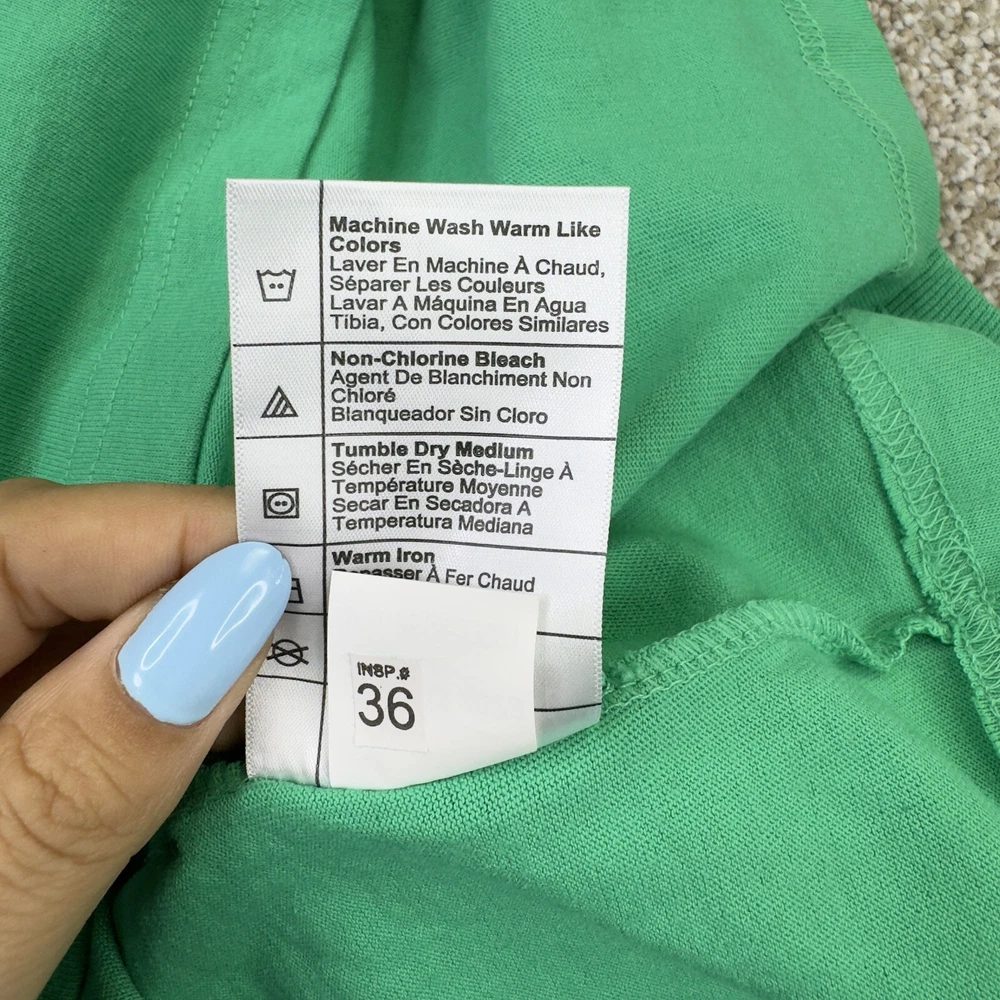 Machine Wash Warm Like
Colors
Laver En Machine À Chaud,
Séparer Les Couleurs
Lavar A Máquina En Agua
Tibia, Con Colores Similares
Non-Chlorine Bleach
Agent De Blanchiment Non
Chloré
Blanqueador Sin Cloro
Tumble Dry Medium
Sécher En Sèche-Linge À
Température Moyenne
Secar En Secadora A
Temperatura Mediana
Warm Iron
Repasser À Fer Chaud
INSP.#
36